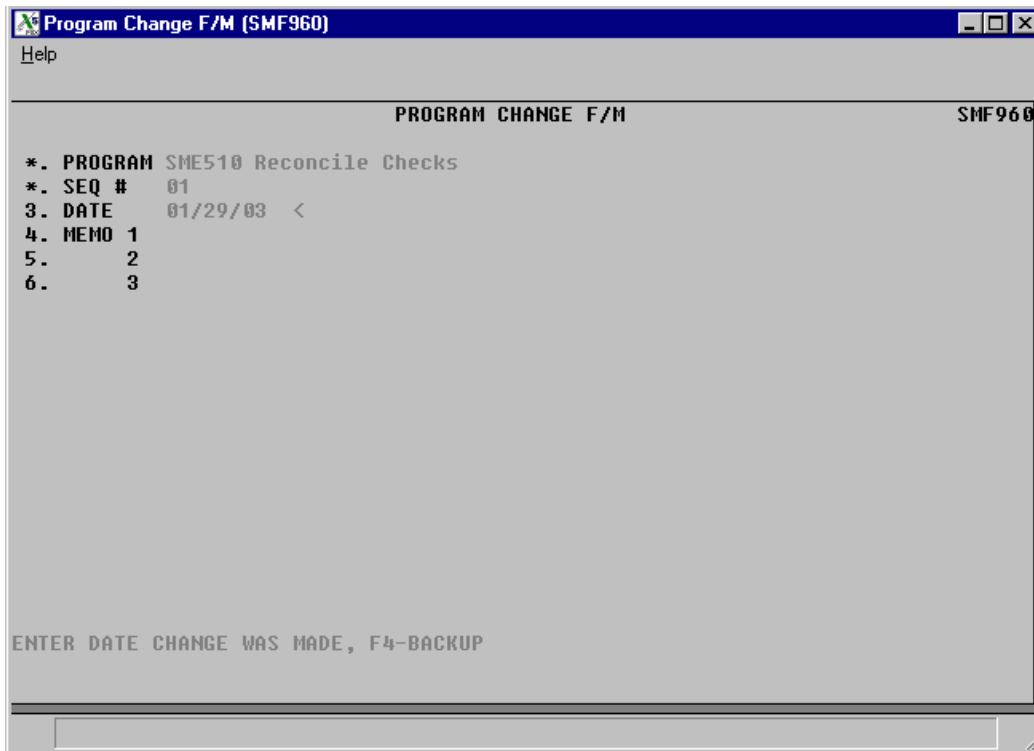 Program Change F/M (SMF960)
Help
PROGRAM CHANGE F/M SMF960
*. PROGRAM SME510 Reconcile Checks
*. SEQ # 01
3. DATE 01/29/03 <
4. MEMO 1
5. 2
6. 3
ENTER DATE CHANGE WAS MADE, F4-BACKUP